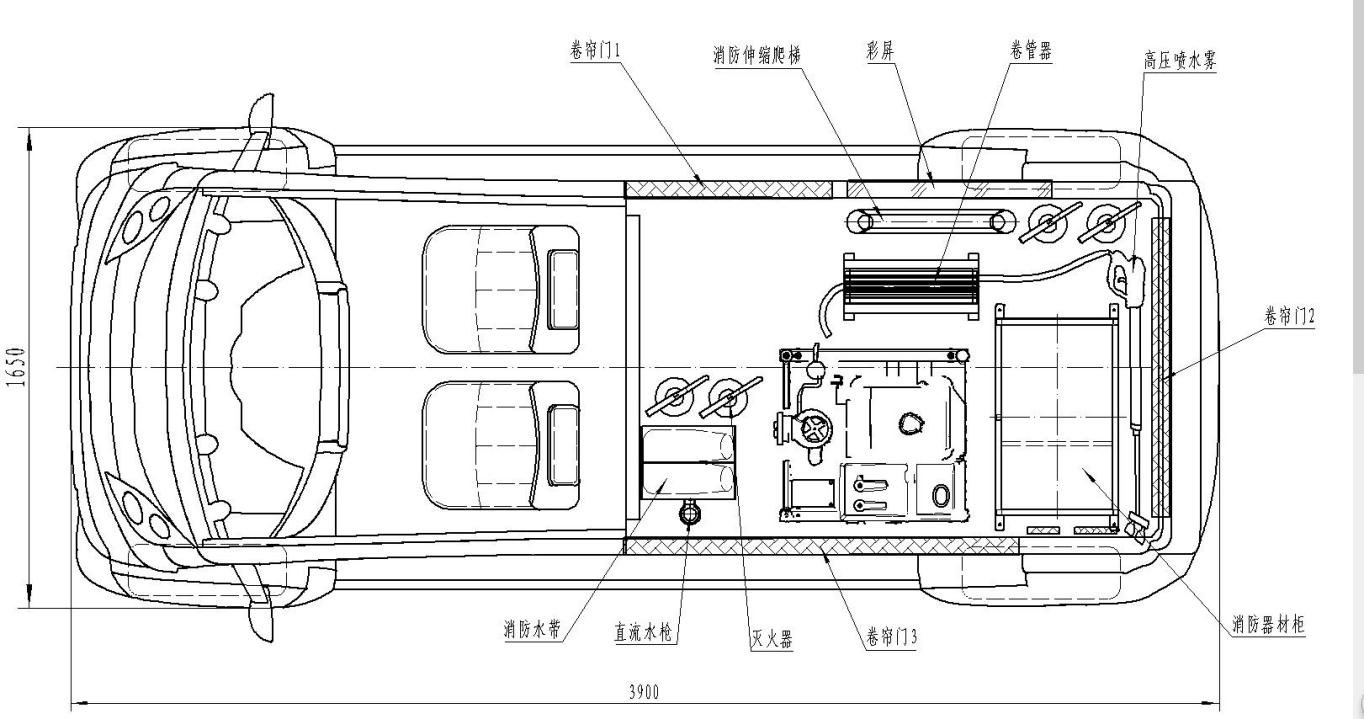 卷帘门1
消防伸缩爬梯
彩屏
卷管器
高压喷水雾
卷帘门2
1650
消防水带
直流水枪
灭火器
卷帘门3
消防器材柜
3900